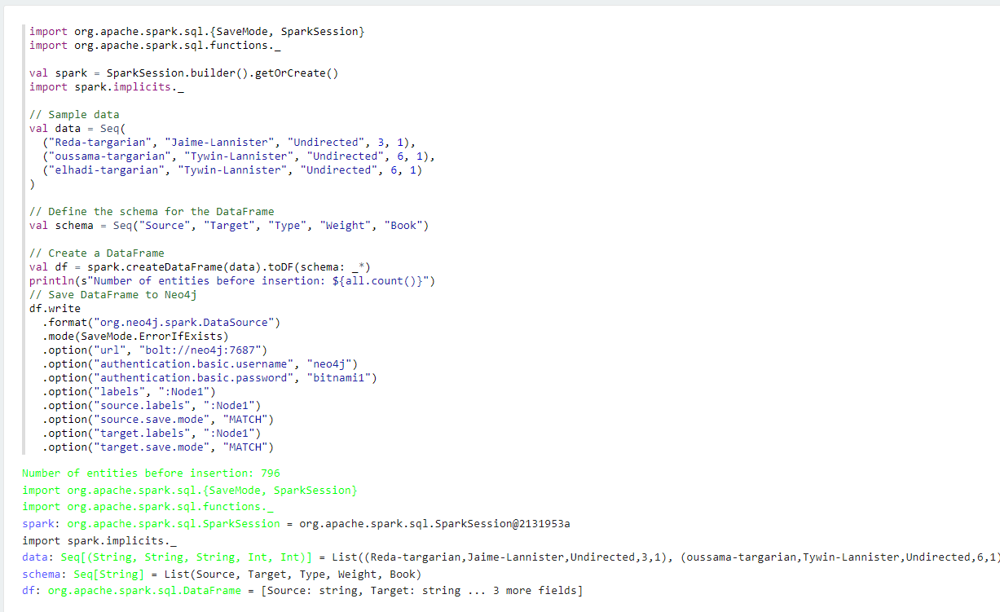 import org.apache.spark.sql.{SaveMode, SparkSession}
import org.apache.spark.sql.functions._
val spark = SparkSession.builder().getOrCreate()
import spark.implicits._
// Sample data
val data = Seq(
("Reda-targarian", "Jaime-Lannister", "Undirected", 3, 1),
("oussama-targarian", "Tywin-Lannister", "Undirected", 6, 1),
("elhadi-targarian", "Tywin-Lannister", "Undirected", 6, 1)
)
// Define the schema for the DataFrame
val schema = Seq("Source", "Target", "Type", "Weight", "Book")
// Create a DataFrame
val df = spark.createDataFrame(data).toDF(schema: _*)
println(s"Number of entities before insertion: ${all.count()}")
// Save DataFrame to Neo4j
df.write
.format("org.neo4j.spark.DataSource")
.mode(SaveMode.ErrorIfExists)
.option("url", "bolt://neo4j:7687")
.option("authentication.basic.username", "neo4j")
.option("authentication.basic.password", "bitnami1")
.option("labels", ":Node1")
.option("source.labels", ":Node1")
.option("source.save.mode", "MATCH")
.option("target.labels", ":Node1")
.option("target.save.mode", "MATCH")
Number of entities before insertion: 796
import org.apache.spark.sql.{SaveMode, SparkSession}
import org.apache.spark.sql.functions._
spark: org.apache.spark.sql.SparkSession = org.apache.spark.sql.SparkSession@2131953a
import spark.implicits._
data: Seq[(String, String, String, Int, Int)] = List((Reda-targarian,Jaime-Lannister,Undirected,3,1), (oussama-targarian,Tywin-Lannister,Undirected,6,1)
schema: Seq[String] = List(Source, Target, Type, Weight, Book)
df: org.apache.spark.sql.DataFrame = [Source: string, Target: string ... 3 more fields]